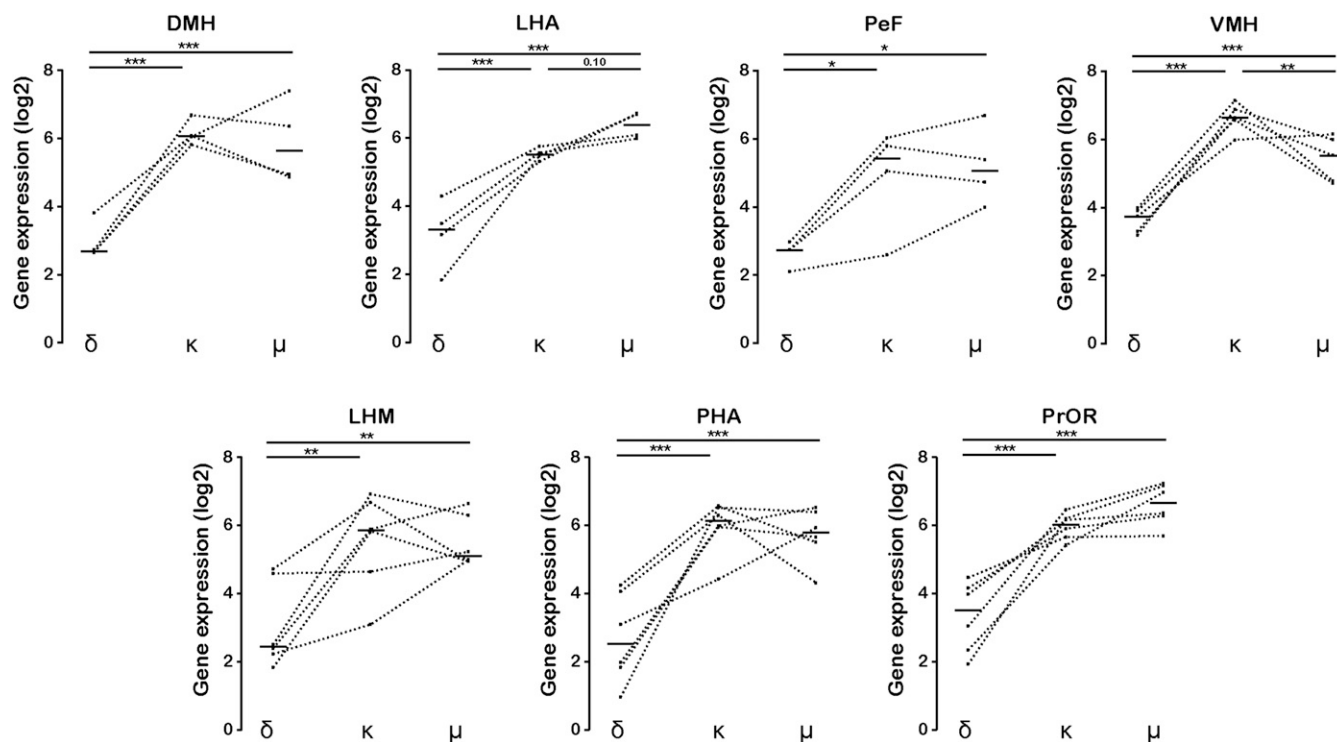 DMH
***
***
Gene expression (log2)
8
6
4
2
0
δ κ μ
LHA
***
*** 0.10
Gene expression (log2)
8
6
4
2
0
δ κ μ
PeF
*
*
Gene expression (log2)
8
6
4
2
0
δ κ μ
VMH
***
*** **
Gene expression (log2)
8
6
4
2
0
δ κ μ
LHM
**
**
Gene expression (log2)
8
6
4
2
0
δ κ μ
PHA
***
***
Gene expression (log2)
8
6
4
2
0
δ κ μ
PrOR
***
***
Gene expression (log2)
8
6
4
2
0
δ κ μ